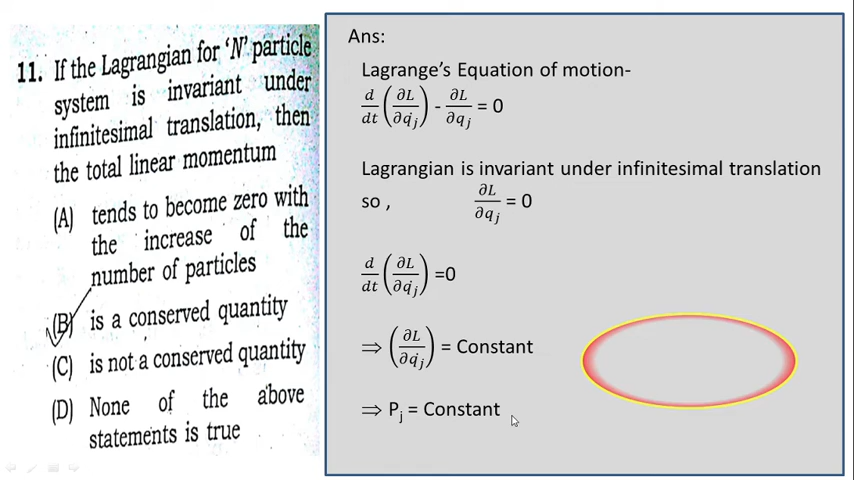 11. If the Lagrangian for 'N' particle
system is invariant under
infinitesimal translation, then
the total linear momentum
(A) tends to become zero with
the increase of the
number of particles
(B) is a conserved quantity
(C) is not a conserved quantity
(D) None of the above
statements is true
Ans:
Lagrange's Equation of motion-
d/dt (∂L/∂q̇ⱼ) - ∂L/∂qⱼ = 0
Lagrangian is invariant under infinitesimal translation
so , ∂L/∂qⱼ = 0
d/dt (∂L/∂q̇ⱼ) =0
⇒ (∂L/∂q̇ⱼ) = Constant
⇒ Pⱼ = Constant